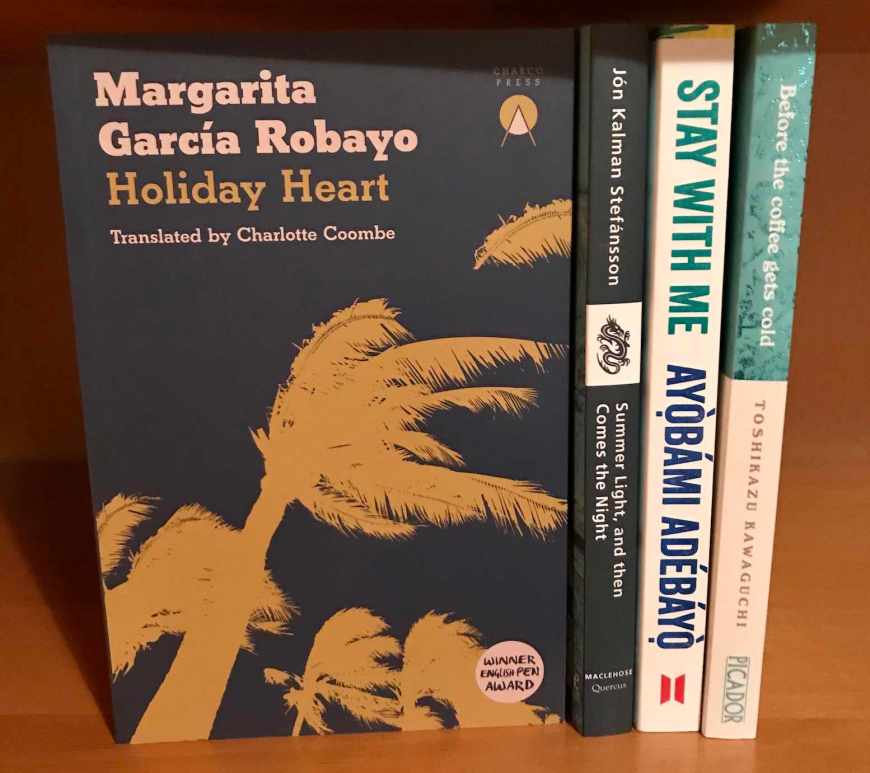 Margarita
García Robayo
Holiday Heart
Translated by Charlotte Coombe
CHARCO
PRESS
WINNER
ENGLISH PEN
AWARD
Jón Kalman Stefánsson
Summer Light, and then
Comes the Night
MACLEHOSE
Quercus
STAY WITH ME AYỌ̀BÁMI ADÉBÁYỌ̀
Before the coffee gets cold
TOSHIKAZU KAWAGUCHI
PICADOR